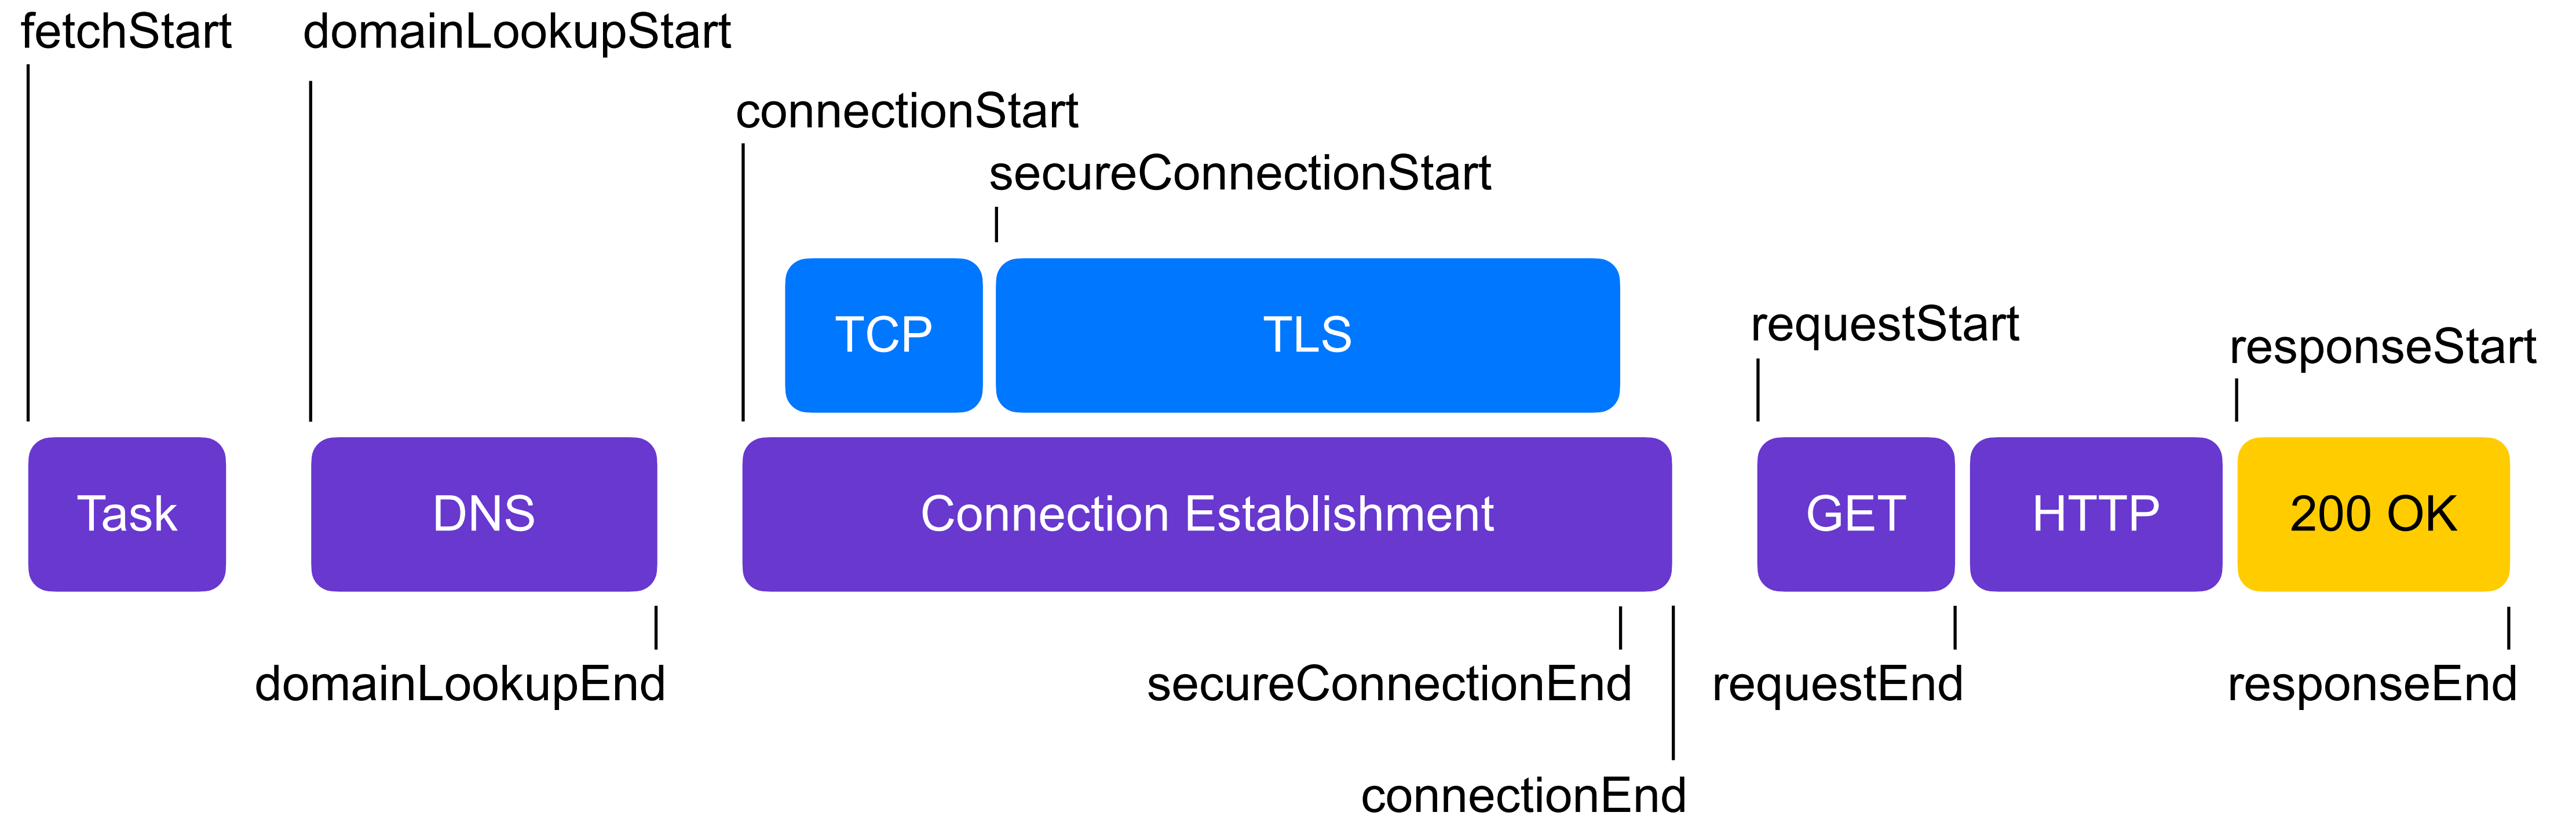 fetchStart
domainLookupStart
connectionStart
secureConnectionStart
TCP
TLS
requestStart
responseStart
Task
DNS
Connection Establishment
GET
HTTP
200 OK
domainLookupEnd
secureConnectionEnd
requestEnd
responseEnd
connectionEnd